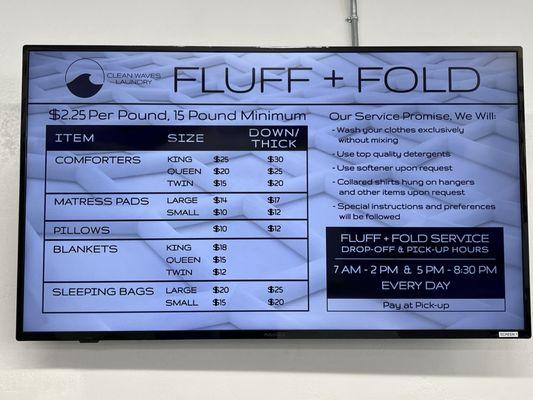 CLEAN WAVES
LAUNDRY
FLUFF + FOLD
$2.25 Per Pound, 15 Pound Minimum
ITEM SIZE DOWN/
THICK
COMFORTERS KING $25 $30
QUEEN $20 $25
TWIN $15 $20
MATTRESS PADS LARGE $14 $17
SMALL $10 $12
PILLOWS $10 $12
BLANKETS KING $18
QUEEN $15
TWIN $12
SLEEPING BAGS LARGE $20 $25
SMALL $15 $20
Our Service Promise, We Will:
- Wash your clothes exclusively
without mixing
- Use top quality detergents
- Use softener upon request
- Collared shirts hung on hangers
and other items upon request
- Special instructions and preferences
will be followed
FLUFF + FOLD SERVICE
DROP-OFF & PICK-UP HOURS
7 AM - 2 PM & 5 PM - 8:30 PM
EVERY DAY
Pay at Pick-up
SCREEN 1